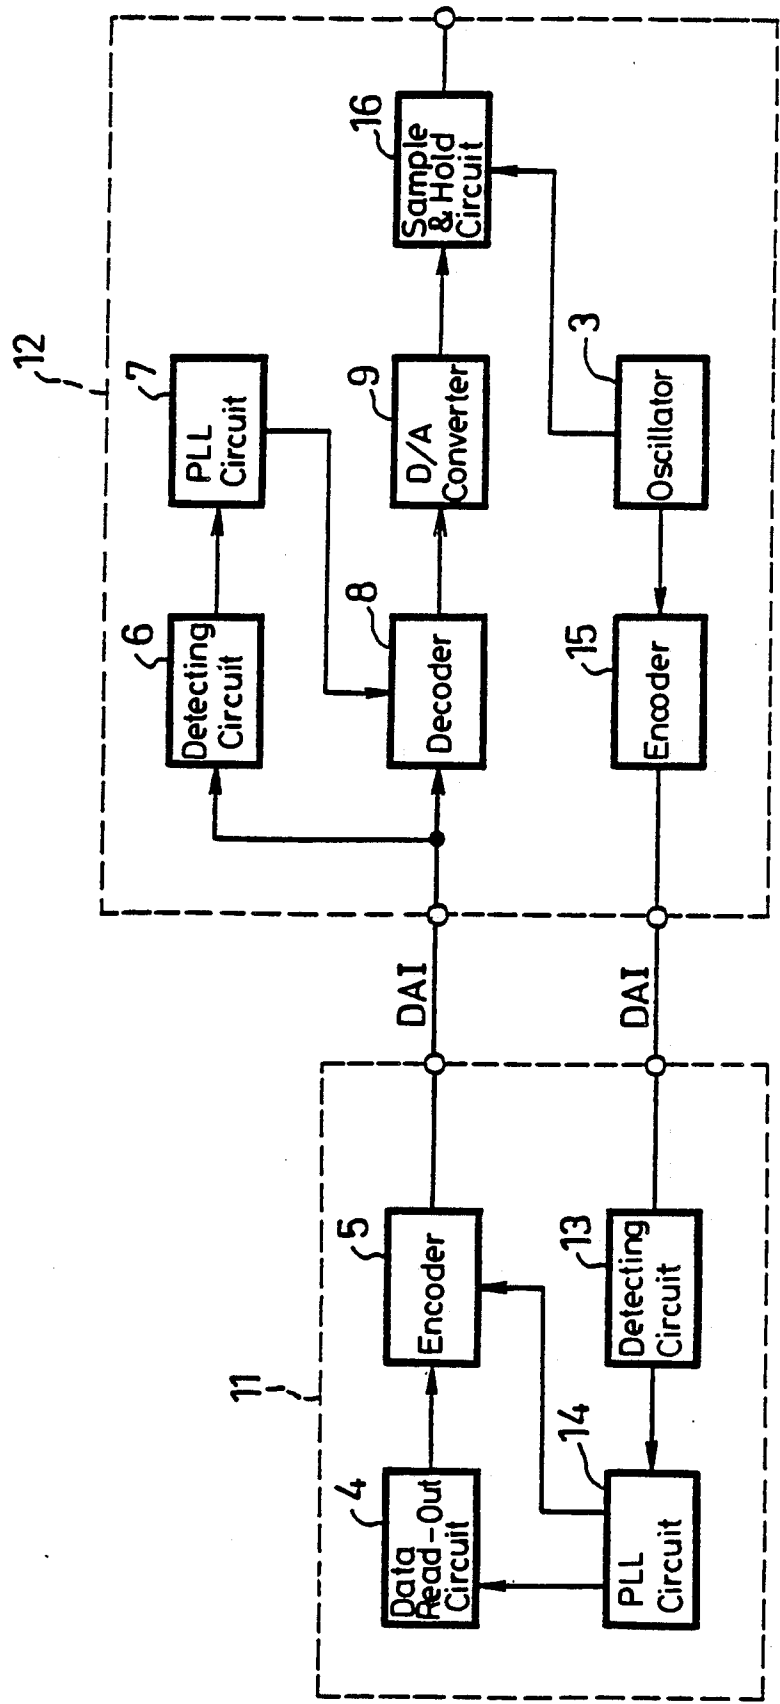 12
6
Detecting
Circuit
7
PLL
Circuit
8
Decoder
9
D/A
Converter
16
Sample
& Hold
Circuit
15
Encoder
3
Oscillator
DAI
DAI
11
4
Data
Read-Out
Circuit
5
Encoder
14
PLL
Circuit
13
Detecting
Circuit